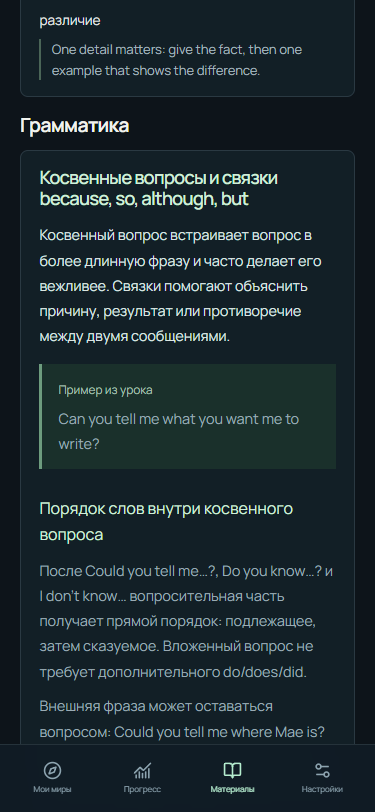 различие
One detail matters: give the fact, then one
example that shows the difference.
Грамматика
Косвенные вопросы и связки
because, so, although, but
Косвенный вопрос встраивает вопрос в
более длинную фразу и часто делает его
вежливее. Связки помогают объяснить
причину, результат или противоречие
между двумя сообщениями.
Пример из урока
Can you tell me what you want me to
write?
Порядок слов внутри косвенного
вопроса
После Could you tell me…?, Do you know…? и
I don't know… вопросительная часть
получает прямой порядок: подлежащее,
затем сказуемое. Вложенный вопрос не
требует дополнительного do/does/did.
Внешняя фраза может оставаться
вопросом: Could you tell me where Mae is?
Мои миры
Прогресс
Материалы
Настройки